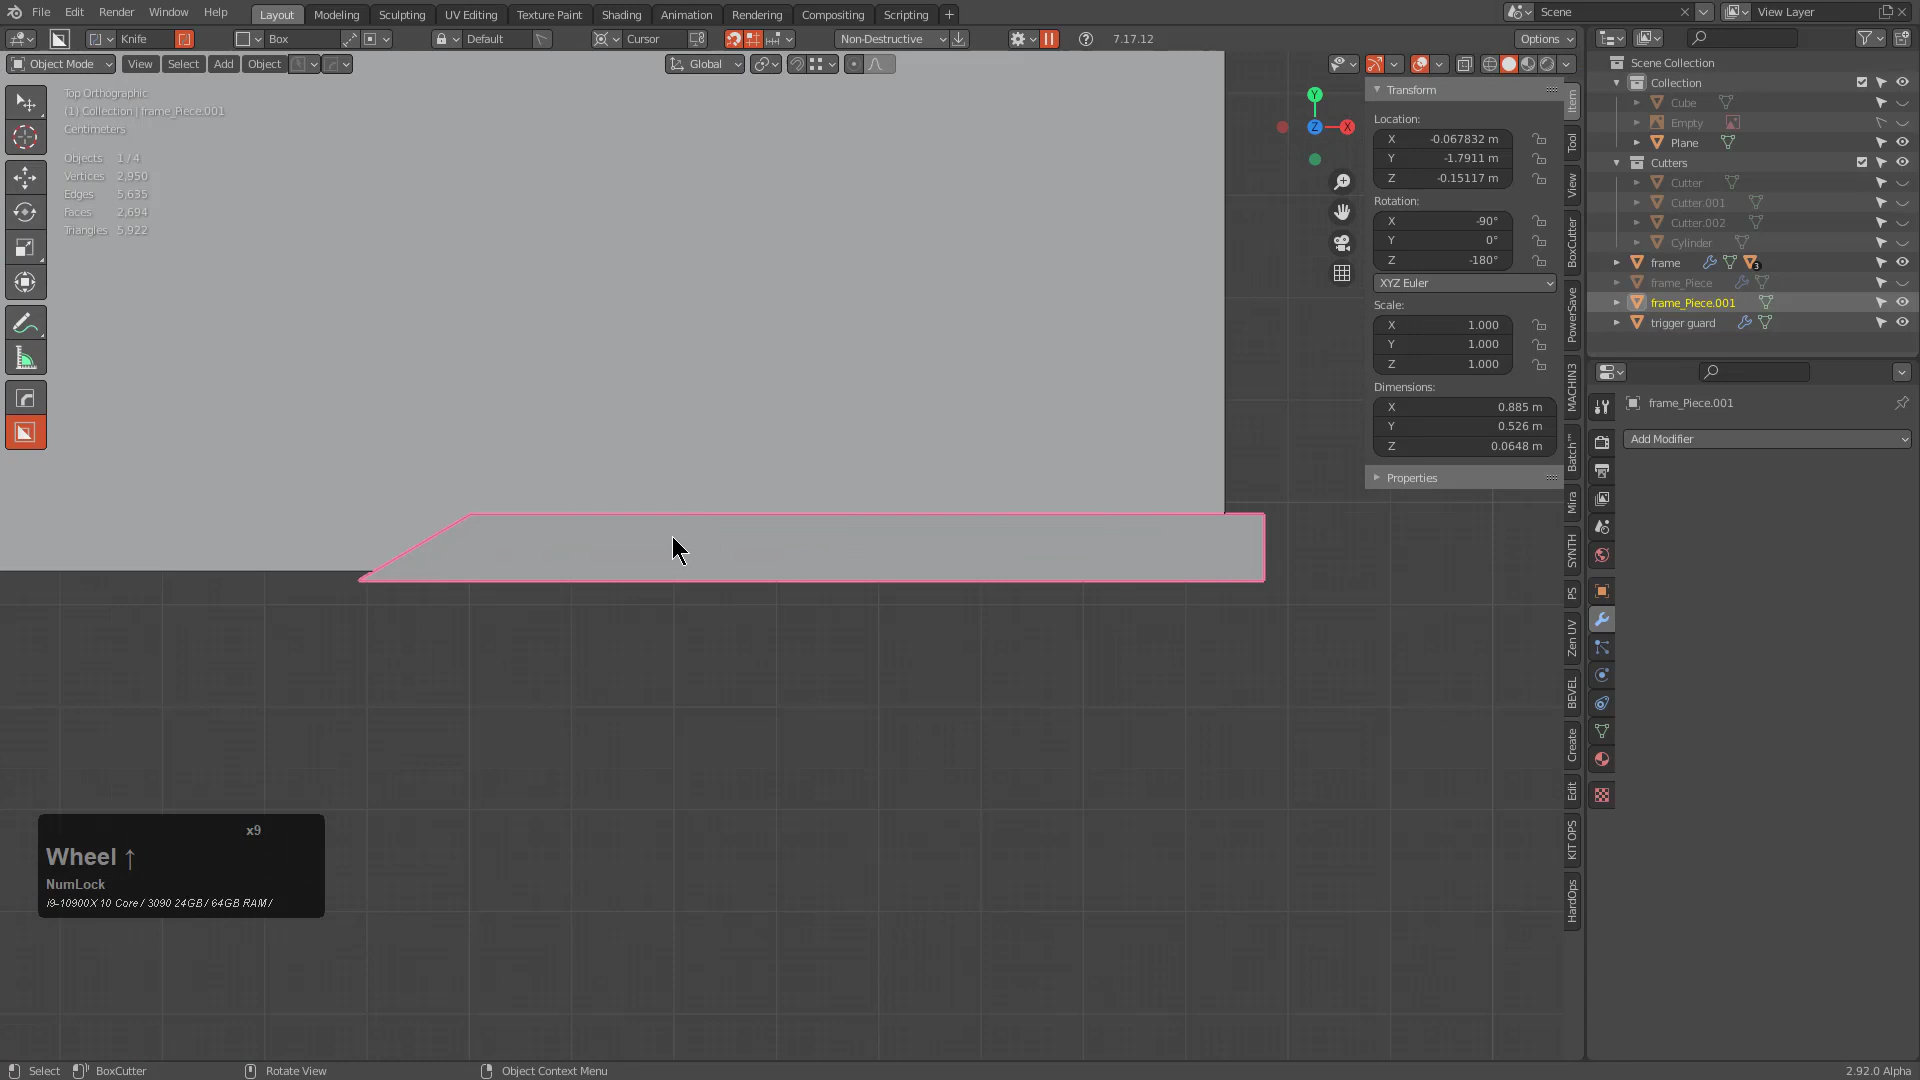 File Edit Render Window Help Layout Modeling Sculpting UV Editing Texture Paint Shading Animation Rendering Compositing Scripting + Scene View Layer
Knife Box Default Cursor Non-Destructive 7.17.12 Options
Object Mode View Select Add Object Global
Top Orthographic
(1) Collection | frame_Piece.001
Centimeters
Objects 1/4
Vertices 2,950
Edges 5,635
Faces 2,694
Triangles 5,922
Y
Z
X
Transform
Location:
X -0.067832 m
Y -1.7911 m
Z -0.15117 m
Rotation:
X -90°
Y 0°
Z -180°
XYZ Euler
Scale:
X 1.000
Y 1.000
Z 1.000
Dimensions:
X 0.885 m
Y 0.526 m
Z 0.0648 m
Properties
Item
Tool
View
BoxCutter
PowerSave
MACHIN3
Batch™
Mira
SYNTH
PS
Zen UV
BEVEL
Create
Edit
KIT OPS
HardOps
Scene Collection
Collection
Cube
Empty
Plane
Cutters
Cutter
Cutter.001
Cutter.002
Cylinder
frame 3
frame_Piece
frame_Piece.001
trigger guard
frame_Piece.001
Add Modifier
x9
Wheel ↑
NumLock
i9-10900X 10 Core / 3090 24GB / 64GB RAM /
Select BoxCutter Rotate View Object Context Menu 2.92.0 Alpha